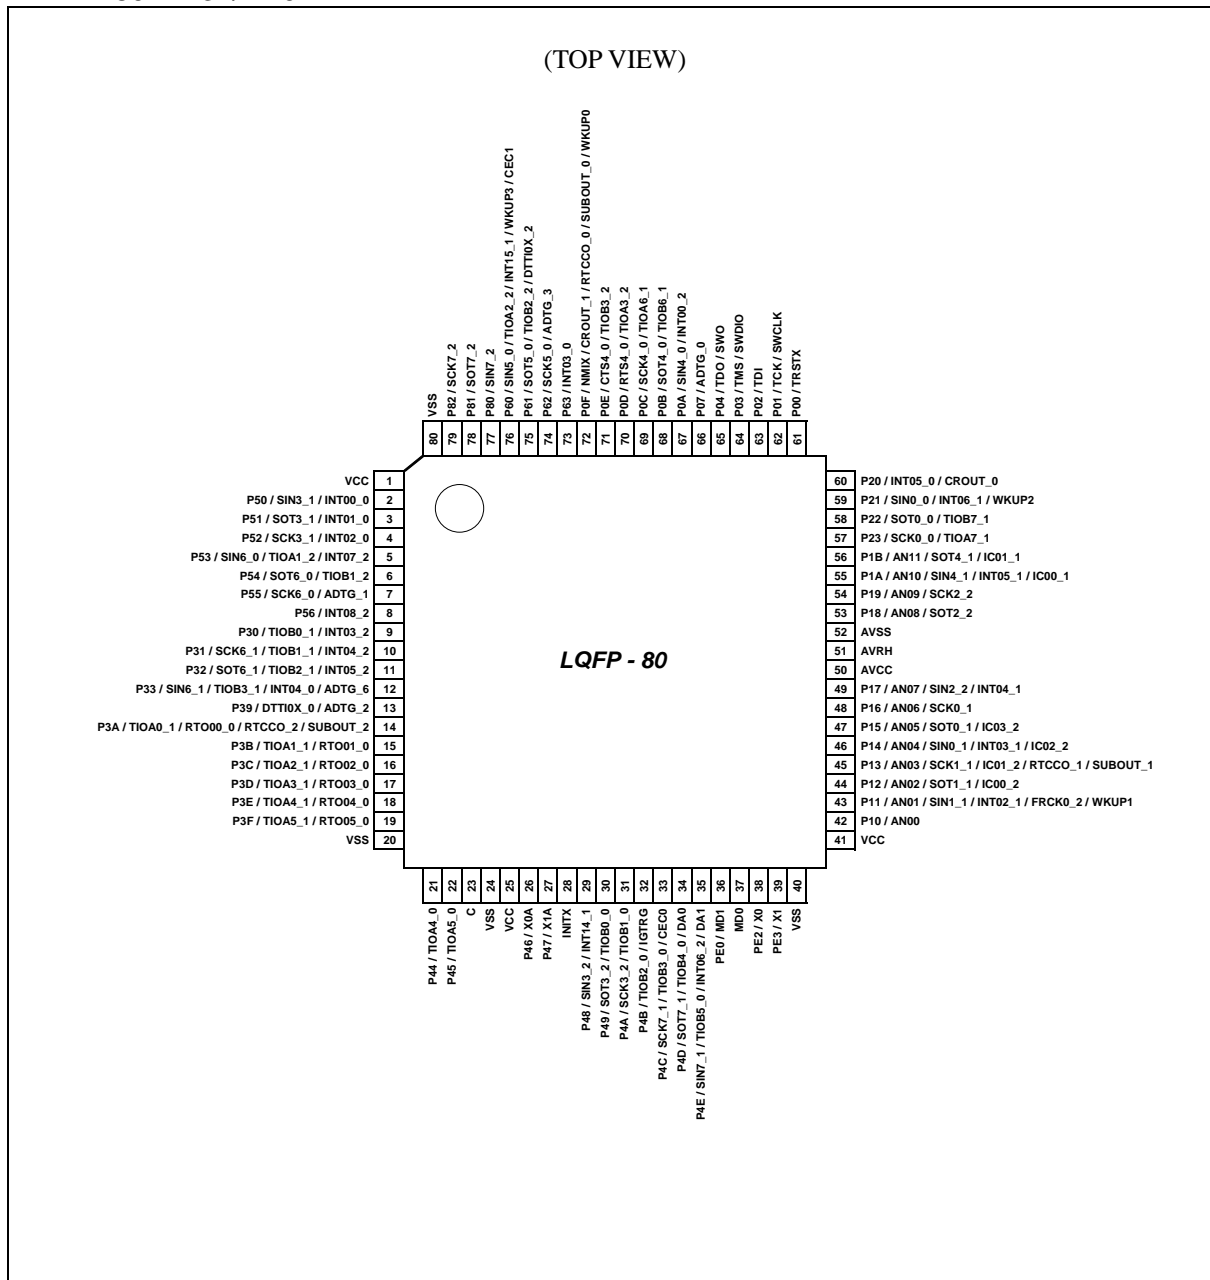 (TOP VIEW)
VSS
P82 / SCK7_2
P81 / SOT7_2
P80 / SIN7_2
P60 / SIN5_0 / TIOA2_2 / INT15_1 / WKUP3 / CEC1
P61 / SOT5_0 / TIOB2_2 / DTTI0X_2
P62 / SCK5_0 / ADTG_3
P63 / INT03_0
P0F / NMIX / CROUT_1 / RTCCO_0 / SUBOUT_0 / WKUP0
P0E / CTS4_0 / TIOB3_2
P0D / RTS4_0 / TIOA3_2
P0C / SCK4_0 / TIOA6_1
P0B / SOT4_0 / TIOB6_1
P0A / SIN4_0 / INT00_2
P07 / ADTG_0
P04 / TDO / SWO
P03 / TMS / SWDIO
P02 / TDI
P01 / TCK / SWCLK
P00 / TRSTX
80 79 78 77 76 75 74 73 72 71 70 69 68 67 66 65 64 63 62 61
VCC 1
P50 / SIN3_1 / INT00_0 2
P51 / SOT3_1 / INT01_0 3
P52 / SCK3_1 / INT02_0 4
P53 / SIN6_0 / TIOA1_2 / INT07_2 5
P54 / SOT6_0 / TIOB1_2 6
P55 / SCK6_0 / ADTG_1 7
P56 / INT08_2 8
P30 / TIOB0_1 / INT03_2 9
P31 / SCK6_1 / TIOB1_1 / INT04_2 10
P32 / SOT6_1 / TIOB2_1 / INT05_2 11
P33 / SIN6_1 / TIOB3_1 / INT04_0 / ADTG_6 12
P39 / DTTI0X_0 / ADTG_2 13
P3A / TIOA0_1 / RTO00_0 / RTCCO_2 / SUBOUT_2 14
P3B / TIOA1_1 / RTO01_0 15
P3C / TIOA2_1 / RTO02_0 16
P3D / TIOA3_1 / RTO03_0 17
P3E / TIOA4_1 / RTO04_0 18
P3F / TIOA5_1 / RTO05_0 19
VSS 20
LQFP - 80
60 P20 / INT05_0 / CROUT_0
59 P21 / SIN0_0 / INT06_1 / WKUP2
58 P22 / SOT0_0 / TIOB7_1
57 P23 / SCK0_0 / TIOA7_1
56 P1B / AN11 / SOT4_1 / IC01_1
55 P1A / AN10 / SIN4_1 / INT05_1 / IC00_1
54 P19 / AN09 / SCK2_2
53 P18 / AN08 / SOT2_2
52 AVSS
51 AVRH
50 AVCC
49 P17 / AN07 / SIN2_2 / INT04_1
48 P16 / AN06 / SCK0_1
47 P15 / AN05 / SOT0_1 / IC03_2
46 P14 / AN04 / SIN0_1 / INT03_1 / IC02_2
45 P13 / AN03 / SCK1_1 / IC01_2 / RTCCO_1 / SUBOUT_1
44 P12 / AN02 / SOT1_1 / IC00_2
43 P11 / AN01 / SIN1_1 / INT02_1 / FRCK0_2 / WKUP1
42 P10 / AN00
41 VCC
21 22 23 24 25 26 27 28 29 30 31 32 33 34 35 36 37 38 39 40
P44 / TIOA4_0
P45 / TIOA5_0
C
VSS
VCC
P46 / X0A
P47 / X1A
INITX
P48 / SIN3_2 / INT14_1
P49 / SOT3_2 / TIOB0_0
P4A / SCK3_2 / TIOB1_0
P4B / TIOB2_0 / IGTRG
P4C / SCK7_1 / TIOB3_0 / CEC0
P4D / SOT7_1 / TIOB4_0 / DA0
P4E / SIN7_1 / TIOB5_0 / INT06_2 / DA1
PE0 / MD1
MD0
PE2 / X0
PE3 / X1
VSS